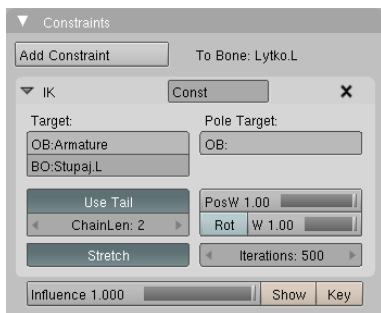 Constraints
Add Constraint To Bone: Lytko.L
IK Const
Target: Pole Target:
OB:Armature OB:
BO:Stupaj.L
Use Tail PosW 1.00
ChainLen: 2 Rot W 1.00
Stretch Iterations: 500
Influence 1.000 Show Key